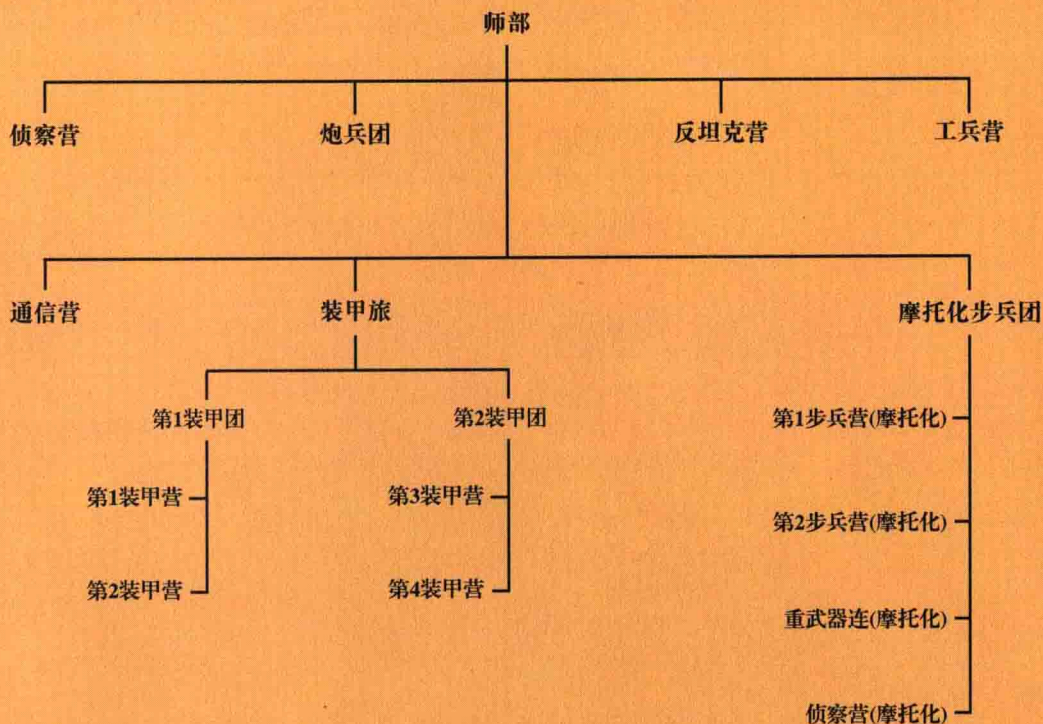 师部
侦察营 炮兵团 反坦克营 工兵营
通信营 装甲旅 摩托化步兵团
第1装甲团 第2装甲团 第1步兵营(摩托化)
第1装甲营 第3装甲营
第2步兵营(摩托化)
第2装甲营 第4装甲营
重武器连(摩托化)
侦察营(摩托化)